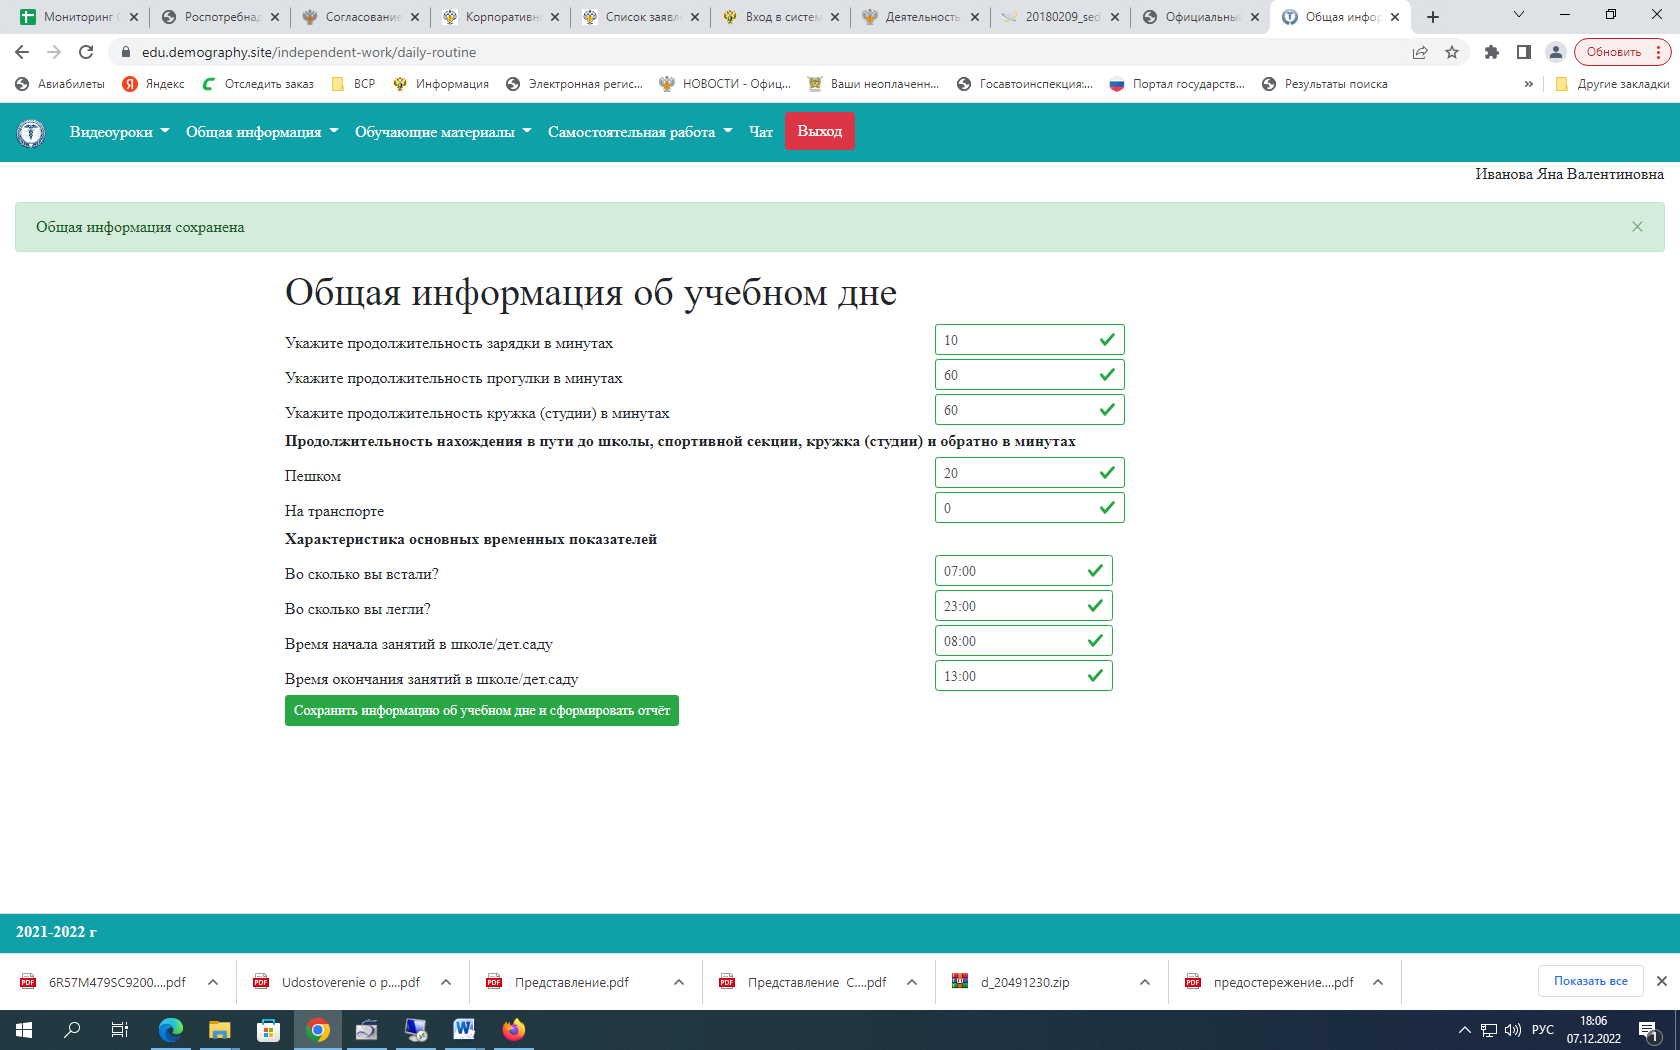 Мониторинг С
Роспотребнад
Согласование
Корпоративн
Список заявл
Вход в систем
Деятельность
20180209_sed
Официальный
Общая инфор
edu.demography.site/independent-work/daily-routine
Обновить
Авиабилеты
Яндекс
Отследить заказ
ВСР
Информация
Электронная регис...
НОВОСТИ - Офиц...
Ваши неоплаченн...
Госавтоинспекция:...
Портал государств...
Результаты поиска
»
Другие закладки
Видеоуроки
Общая информация
Обучающие материалы
Самостоятельная работа
Чат
Выход
Иванова Яна Валентиновна
Общая информация сохранена
Общая информация об учебном дне
Укажите продолжительность зарядки в минутах 10
Укажите продолжительность прогулки в минутах 60
Укажите продолжительность кружка (студии) в минутах 60
Продолжительность нахождения в пути до школы, спортивной секции, кружка (студии) и обратно в минутах
Пешком 20
На транспорте 0
Характеристика основных временных показателей
Во сколько вы встали? 07:00
Во сколько вы легли? 23:00
Время начала занятий в школе/дет.саду 08:00
Время окончания занятий в школе/дет.саду 13:00
Сохранить информацию об учебном дне и сформировать отчёт
2021-2022 г
6R57M479SC9200....pdf
Udostoverenie o p....pdf
Представление.pdf
Представление С....pdf
d_20491230.zip
предостережение....pdf
Показать все
РУС
18:06
07.12.2022
1